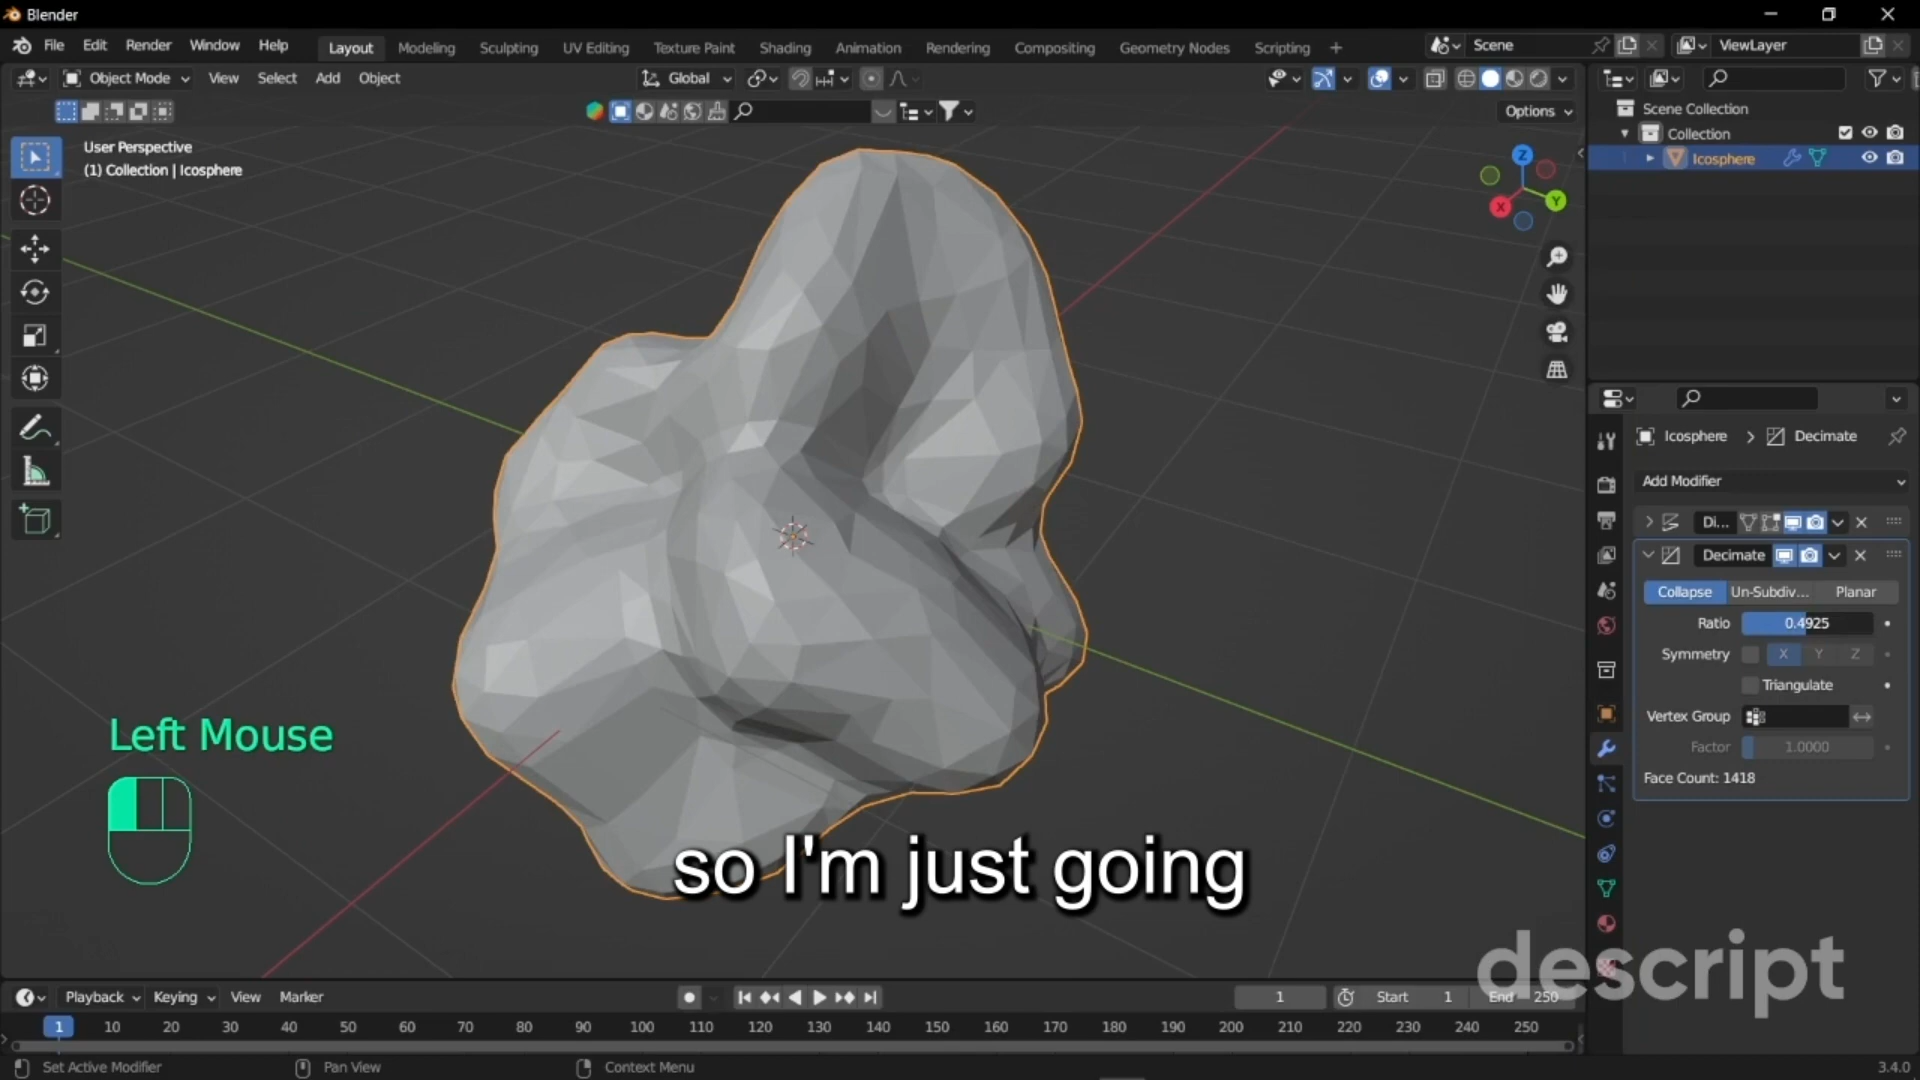 Blender
File Edit Render Window Help Layout Modeling Sculpting UV Editing Texture Paint Shading Animation Rendering Compositing Geometry Nodes Scripting + Scene ViewLayer
Object Mode View Select Add Object Global
Options
User Perspective
(1) Collection | Icosphere
Z
Y
X
Scene Collection
Collection
Icosphere
Icosphere > Decimate
Add Modifier
Di...
Decimate
Collapse Un-Subdiv... Planar
Ratio 0.4925
Symmetry X Y Z
Triangulate
Vertex Group
Factor 1.0000
Face Count: 1418
Left Mouse
so I'm just going
descript
Playback Keying View Marker 1 Start 1 End 250
1 10 20 30 40 50 60 70 80 90 100 110 120 130 140 150 160 170 180 190 200 210 220 230 240 250
Set Active Modifier Pan View Context Menu 3.4.0